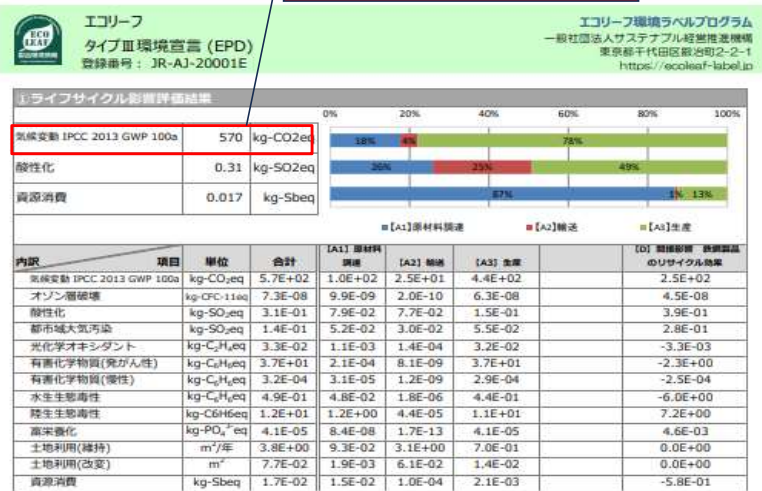 ECO
LEAF
エコリーフ
タイプⅢ環境宣言 (EPD)
登録番号： JR-AJ-20001E
エコリーフ環境ラベルプログラム
一般社団法人サステナブル経営推進機構
東京都千代田区鍛冶町2-2-1
https://ecoleaf-label.jp
①ライフサイクル影響評価結果
0% 20% 40% 60% 80% 100%
気候変動 IPCC 2013 GWP 100a 570 kg-CO2eq 18% 4% 78%
酸性化 0.31 kg-SO2eq 26% 25% 49%
資源消費 0.017 kg-Sbeq 87% 1% 13%
【A1】原材料調達 【A2】輸送 【A3】生産
内訳 項目 単位 合計 【A1】原材料調達 【A2】輸送 【A3】生産 【D】間接影響 鉄鋼製品のリサイクル効果
気候変動 IPCC 2013 GWP 100a kg-CO₂eq 5.7E+02 1.0E+02 2.5E+01 4.4E+02 2.5E+02
オゾン層破壊 kg-CFC-11eq 7.3E-08 9.9E-09 2.0E-10 6.3E-08 4.5E-08
酸性化 kg-SO₂eq 3.1E-01 7.9E-02 7.7E-02 1.5E-01 3.9E-01
都市域大気汚染 kg-SO₂eq 1.4E-01 5.2E-02 3.0E-02 5.5E-02 2.8E-01
光化学オキシダント kg-C₂H₄eq 3.3E-02 1.1E-03 1.4E-04 3.2E-02 -3.3E-03
有害化学物質(発がん性) kg-C₆H₆eq 3.7E+01 2.1E-04 8.1E-09 3.7E+01 -2.3E+00
有害化学物質(慢性) kg-C₆H₆eq 3.2E-04 3.1E-05 1.2E-09 2.9E-04 -2.5E-04
水生生態毒性 kg-C₆H₆eq 4.9E-01 4.8E-02 1.8E-06 4.4E-01 -6.0E+00
陸生生態毒性 kg-C6H6eq 1.2E+01 1.2E+00 4.4E-05 1.1E+01 7.2E+00
富栄養化 kg-PO₄³⁻eq 4.1E-05 8.4E-08 1.7E-13 4.1E-05 4.6E-03
土地利用(維持) m²/年 3.8E+00 9.3E-02 3.1E+00 7.0E-01 0.0E+00
土地利用(改変) m² 7.7E-02 1.9E-03 6.1E-02 1.4E-02 0.0E+00
資源消費 kg-Sbeq 1.7E-02 1.5E-02 1.0E-04 2.1E-03 -5.8E-01